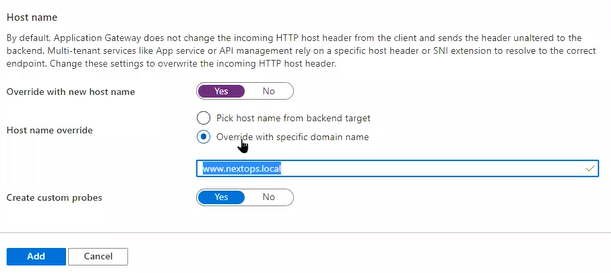 Host name
By default, Application Gateway does not change the incoming HTTP host header from the client and sends the header unaltered to the
backend. Multi-tenant services like App service or API management rely on a specific host header or SNI extension to resolve to the correct
endpoint. Change these settings to overwrite the incoming HTTP host header.
Override with new host name Yes No
Pick host name from backend target
Host name override
Override with specific domain name
www.nextops.local
Create custom probes Yes No
Add Cancel